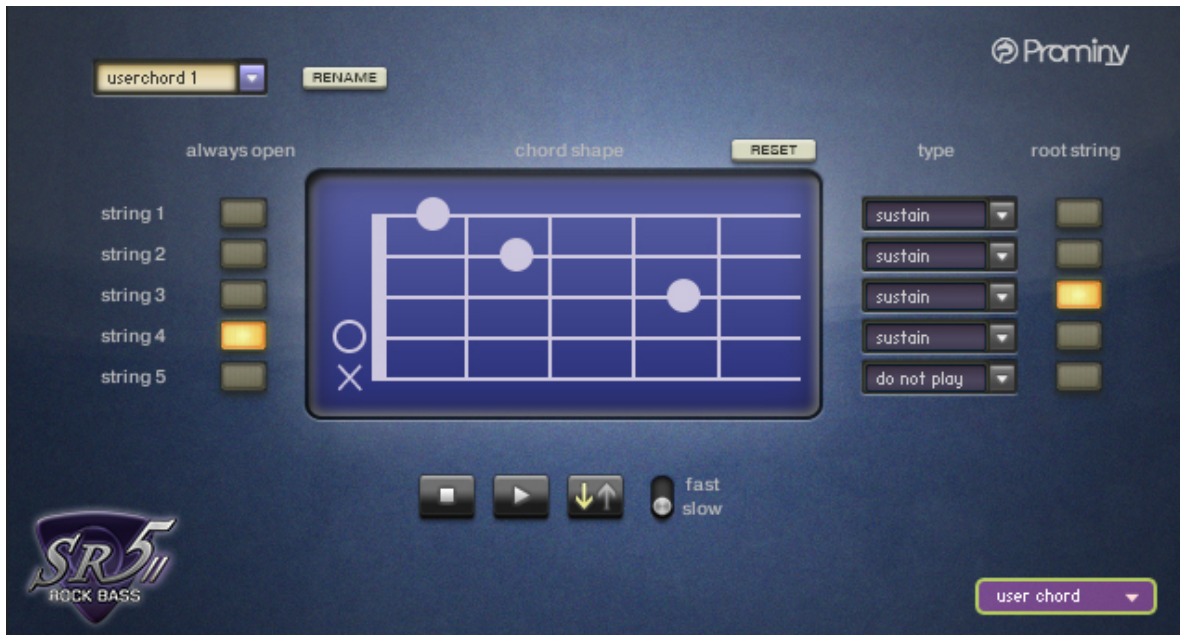 Prominy
userchord 1
RENAME
always open
chord shape
RESET
type
root string
string 1
sustain
string 2
sustain
string 3
sustain
string 4
sustain
string 5
do not play
fast
slow
SR5 II
ROCK BASS
user chord